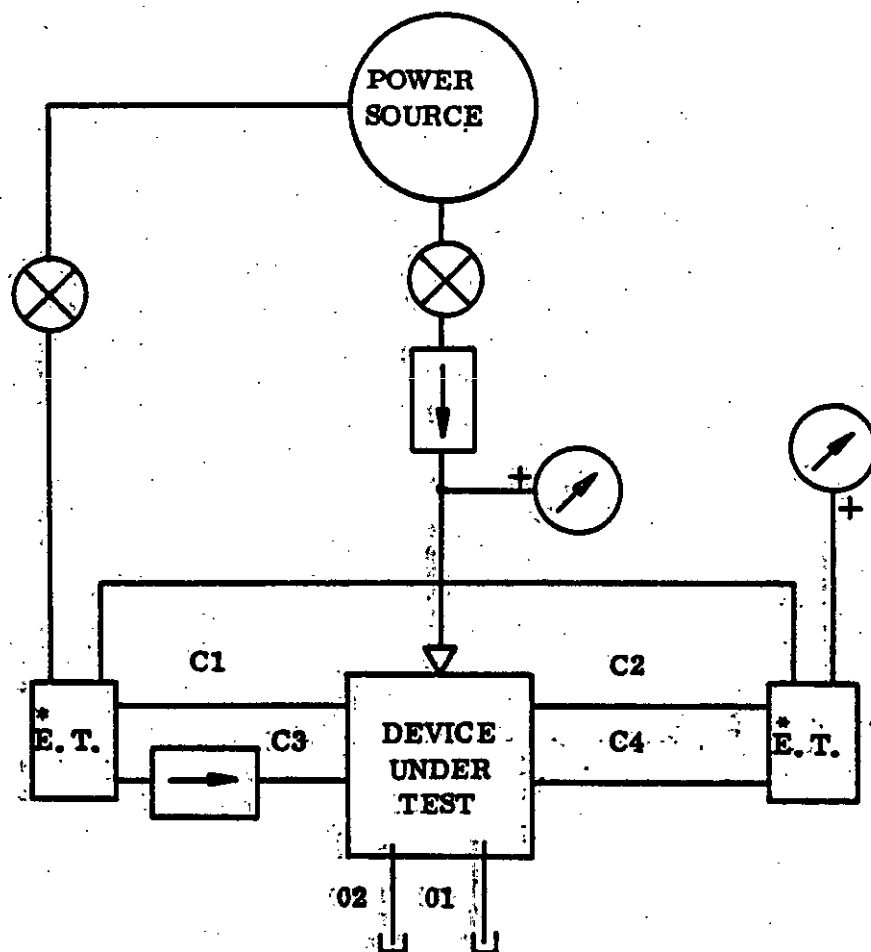 POWER
SOURCE
+
+
C1
C2
*
E. T.
C3
DEVICE
UNDER
TEST
C4
*
E. T.
02
01